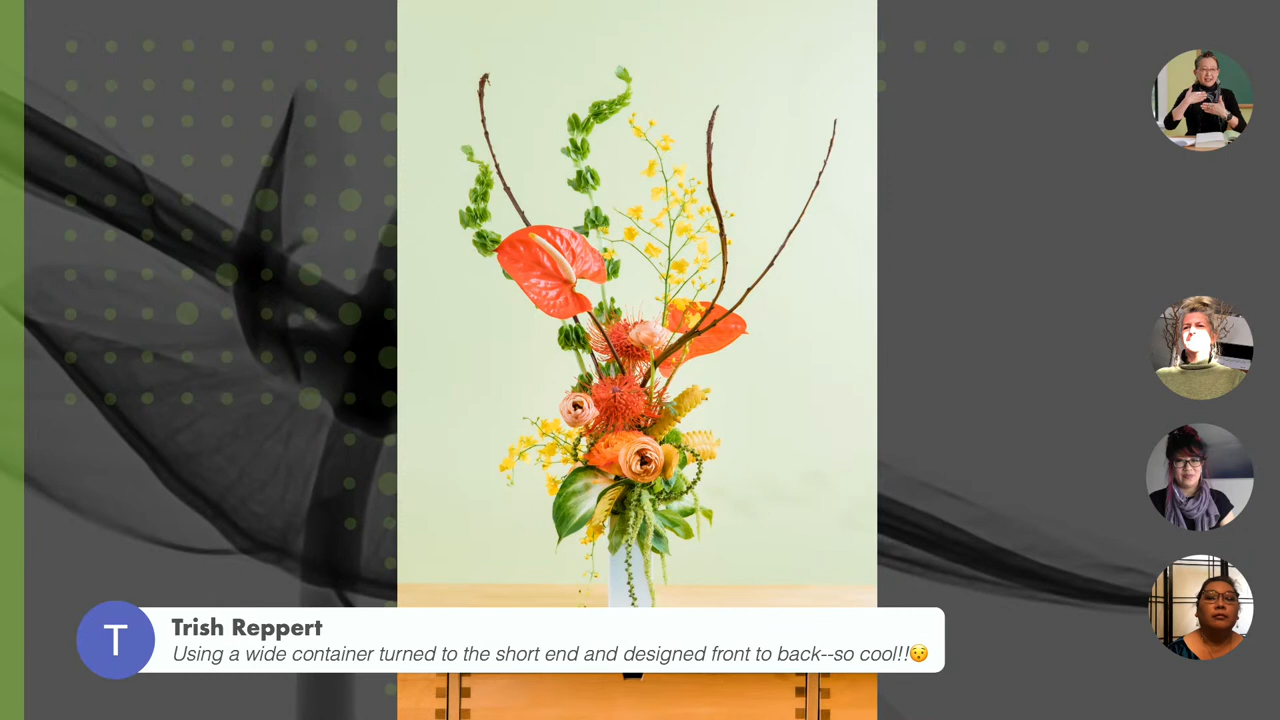 T
Trish Reppert
Using a wide container turned to the short end and designed front to back--so cool!!😯